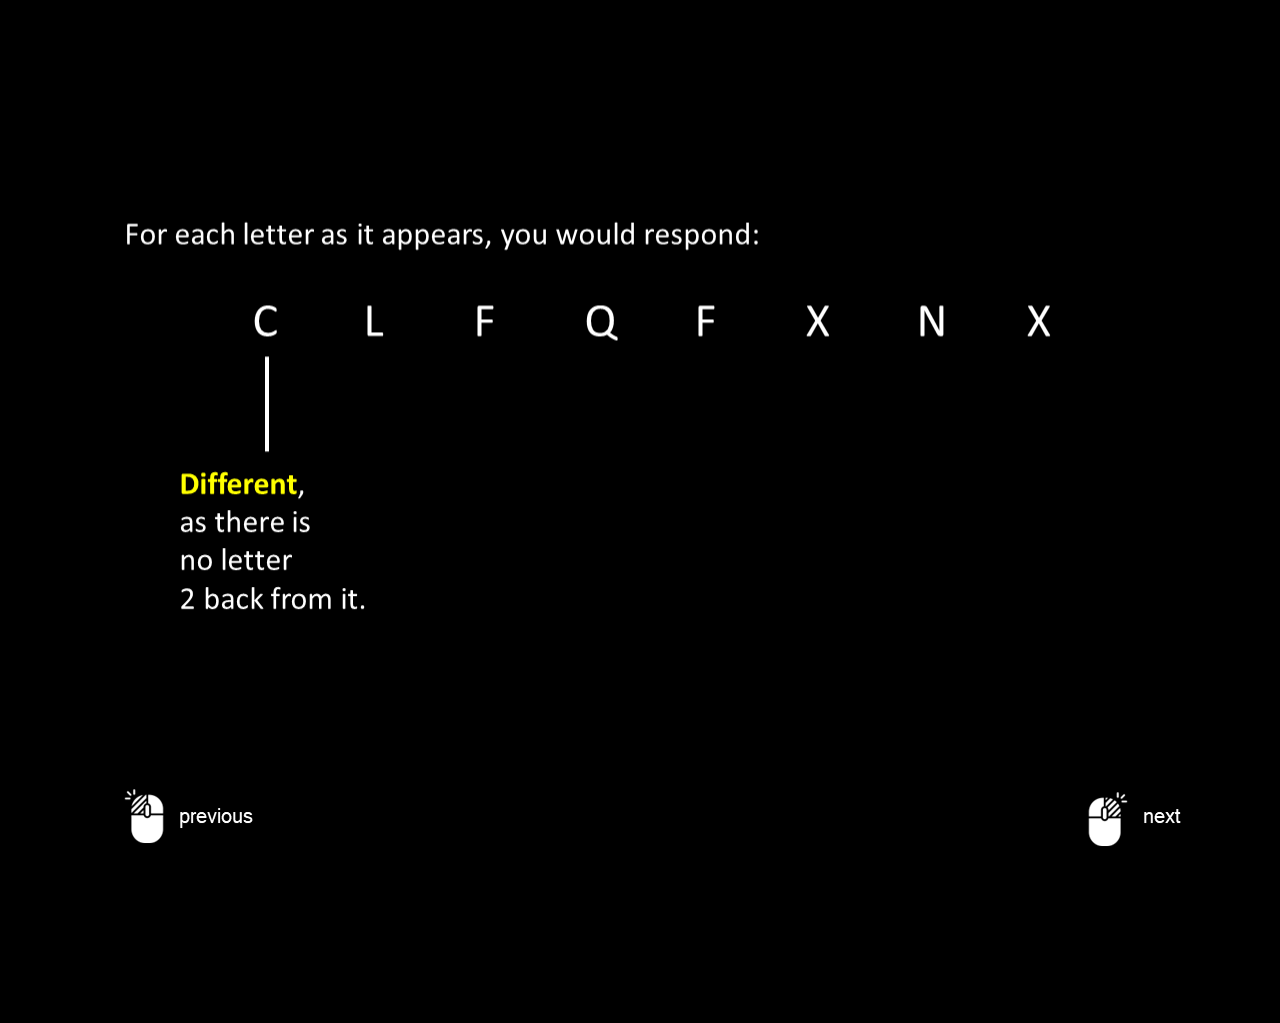 For each letter as it appears, you would respond:
C L F Q F X N X
Different,
as there is
no letter
2 back from it.
previous
next